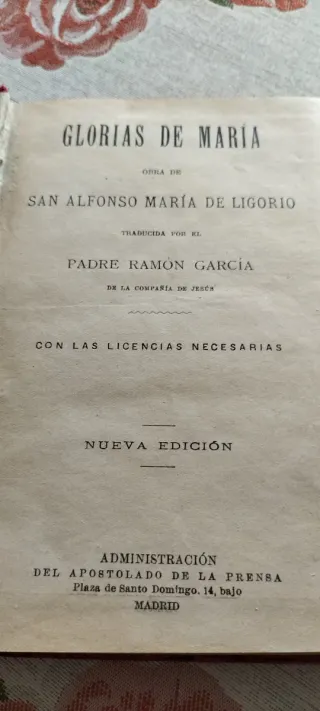 GLORIAS DE MARÍA
OBRA DE
SAN ALFONSO MARÍA DE LIGORIO
TRADUCIDA POR EL
PADRE RAMÓN GARCÍA
DE LA COMPAÑÍA DE JESÚS
CON LAS LICENCIAS NECESARIAS
NUEVA EDICIÓN
ADMINISTRACIÓN
DEL APOSTOLADO DE LA PRENSA
Plaza de Santo Domingo, 14, bajo
MADRID